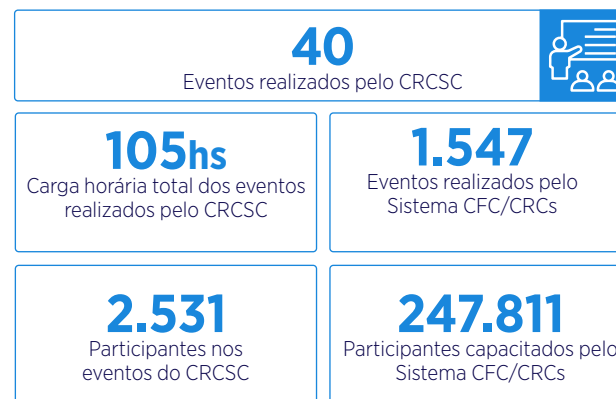 40
Eventos realizados pelo CRCSC
105hs
Carga horária total dos eventos
realizados pelo CRCSC
1.547
Eventos realizados pelo
Sistema CFC/CRCs
2.531
Participantes nos
eventos do CRCSC
247.811
Participantes capacitados pelo
Sistema CFC/CRCs